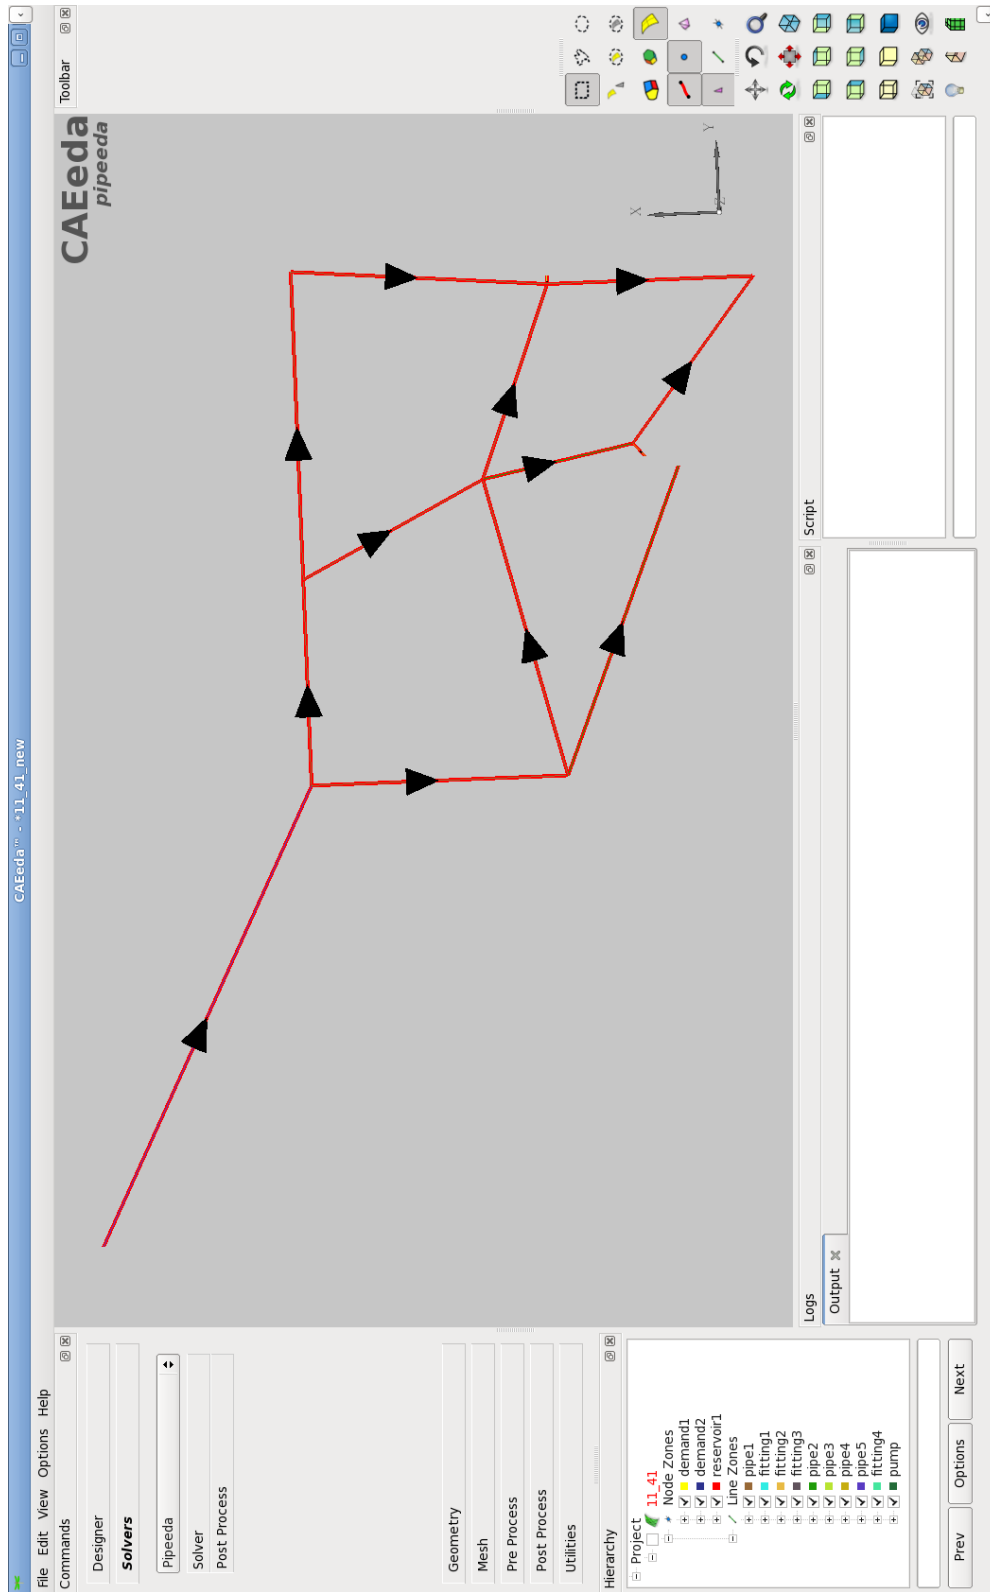 CAEeda™ - *11_41_new
File Edit View Options Help
Commands
Designer
Solvers
Pipeeda
Solver
Post Process
Geometry
Mesh
Pre Process
Post Process
Utilities
Hierarchy
Project
11_41
Node Zones
demand1
demand2
reservoir1
Line Zones
pipe1
fitting1
fitting2
fitting3
pipe2
pipe3
pipe4
pipe5
fitting4
pump
Prev Options Next
CAEeda
pipeeda
X
Y
Z
Toolbar
Logs
Output
Script